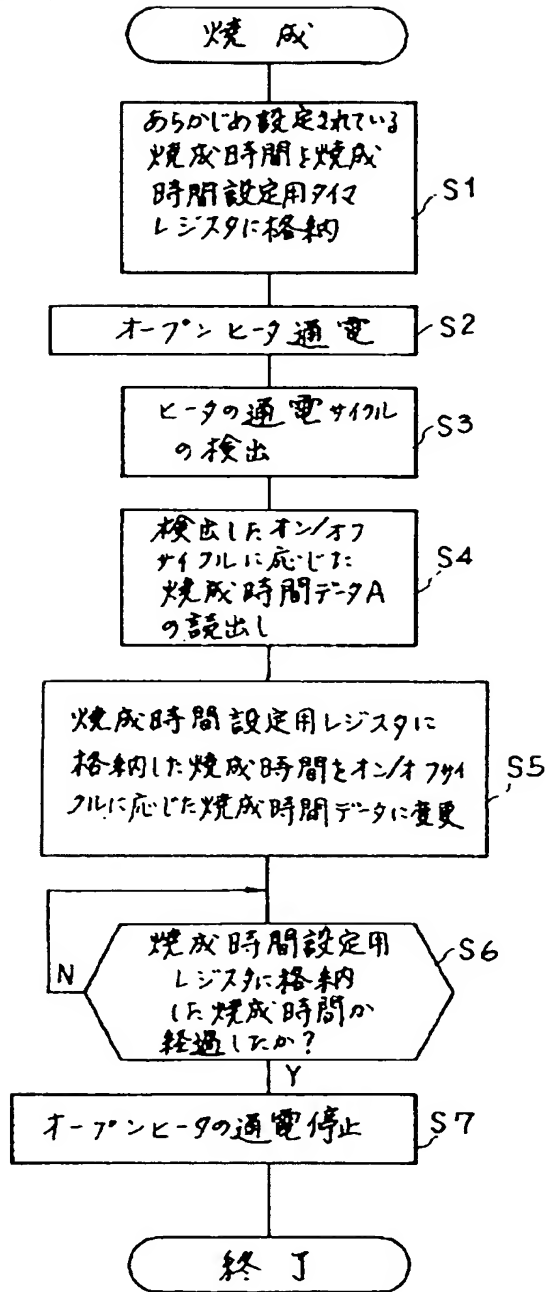 焼成
あらかじめ設定されている
焼成時間を焼成
時間設定用タイマ
レジスタに格納
S1
オーブンヒータ通電
S2
ヒータの通電サイクル
の検出
S3
検出したオン/オフ
サイクルに応じた
焼成時間データA
の読出し
S4
焼成時間設定用レジスタに
格納した焼成時間をオン/オフサイ
クルに応じた焼成時間データに変更
S5
焼成時間設定用
レジスタに格納
した焼成時間が
経過したか?
S6
N
Y
オーブンヒータの通電停止
S7
終了